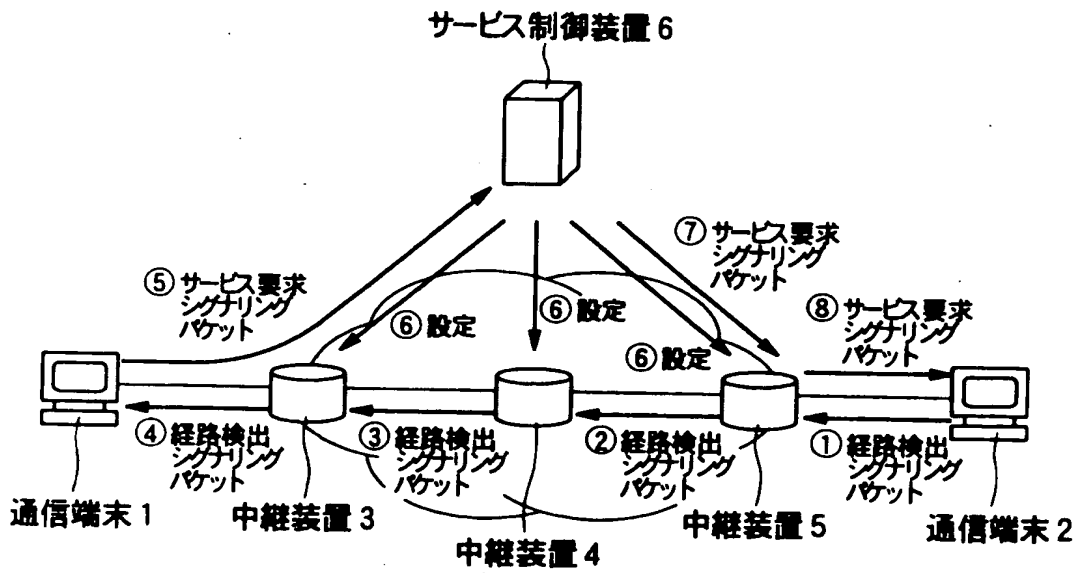 サービス制御装置6
⑦サービス要求
シグナリング
パケット
⑤サービス要求
シグナリング
パケット
⑥設定
⑥設定
⑥設定
⑧サービス要求
シグナリング
パケット
④経路検出
シグナリング
パケット
③経路検出
シグナリング
パケット
②経路検出
シグナリング
パケット
①経路検出
シグナリング
パケット
通信端末1
中継装置3
中継装置4
中継装置5
通信端末2